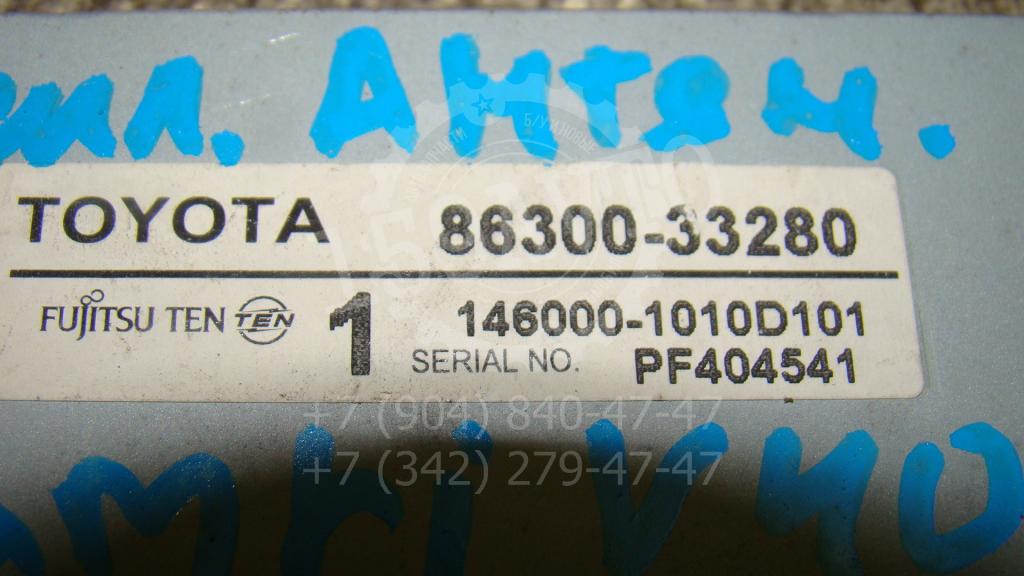 усил. Антен.
TOYOTA 86300-33280
FUJITSU TEN TEN 1 146000-1010D101
SERIAL NO. PF404541
+7 (904) 840-47-47
+7 (342) 279-47-47
V40